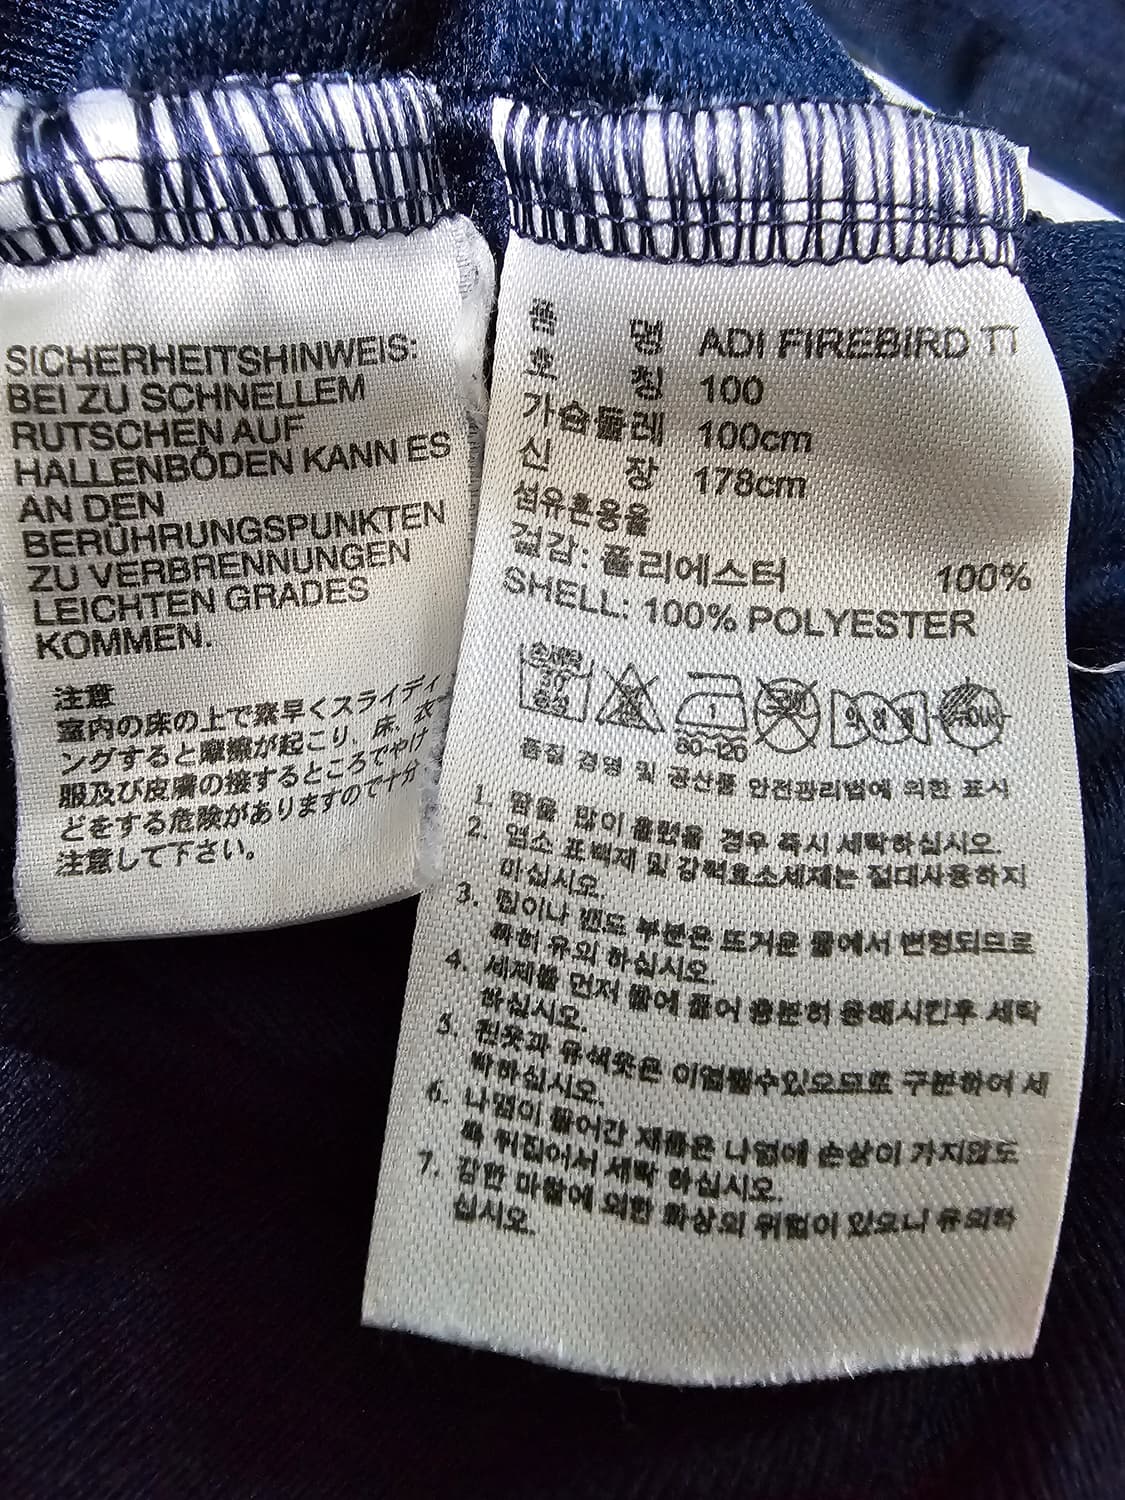 SICHERHEITSHINWEIS:
BEI ZU SCHNELLEM
RUTSCHEN AUF
HALLENBÖDEN KANN ES
AN DEN
BERÜHRUNGSPUNKTEN
ZU VERBRENNUNGEN
LEICHTEN GRADES
KOMMEN.
注意
室内の床の上で素早くスライディ
ングすると摩擦が起こり、床、衣
服及び皮膚の接するところでやけ
どをする危険がありますので十分
注意して下さい。
품 명 ADI FIREBIRD TT
호 칭 100
가슴둘레 100cm
신 장 178cm
섬유혼용율
겉감: 폴리에스터 100%
SHELL: 100% POLYESTER
손세탁
30
중성
1
80~120
품질 경영 및 공산품 안전관리법에 의한 표시
1. 땀을 많이 흘렸을 경우 즉시 세탁하십시오.
2. 염소 표백제 및 강력효소세제는 절대사용하지
마십시오.
3. 립이나 밴드 부분은 뜨거운 물에서 변형되므로
특히 유의 하십시오.
4. 세제를 먼저 물에 풀어 충분히 용해시킨후 세탁
하십시오.
5. 흰옷과 유색옷은 이염될수있으므로 구분하여 세
탁하십시오.
6. 나염이 들어간 제품은 나염에 손상이 가지않도
록 뒤집어서 세탁 하십시오.
7. 강한 마찰에 의한 화상의 위험이 있으니 유의하
십시오.